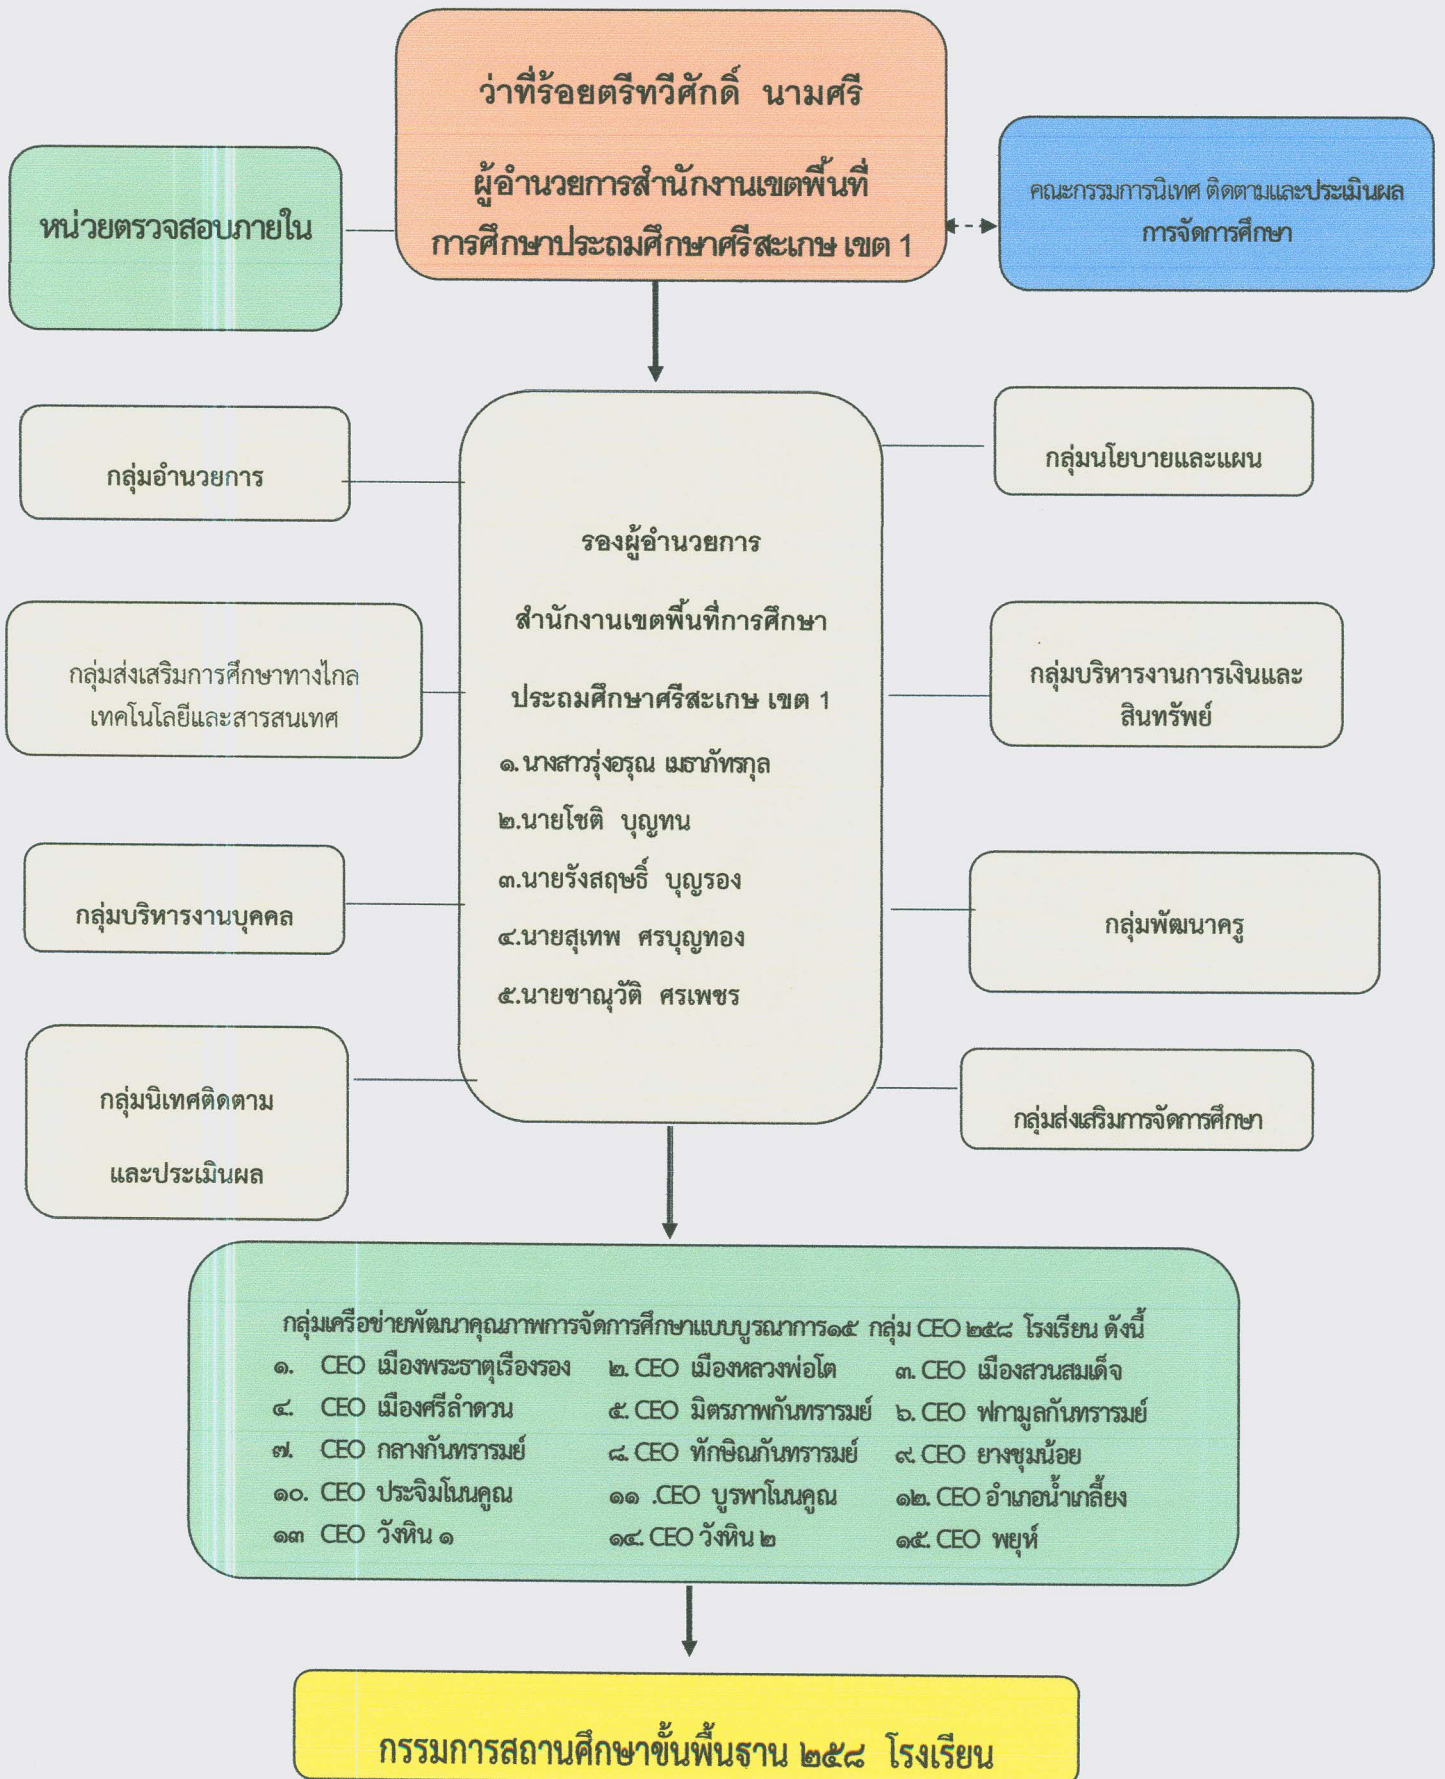 ว่าที่ร้อยตรีทวีศักดิ์ นามศรี
ผู้อำนวยการสำนักงานเขตพื้นที่
การศึกษาประถมศึกษาศรีสะเกษ เขต 1
หน่วยตรวจสอบภายใน
คณะกรรมการนิเทศ ติดตามและประเมินผล
การจัดการศึกษา
กลุ่มอำนวยการ
กลุ่มส่งเสริมการศึกษาทางไกล
เทคโนโลยีและสารสนเทศ
กลุ่มบริหารงานบุคคล
กลุ่มนิเทศติดตาม
และประเมินผล
รองผู้อำนวยการ
สำนักงานเขตพื้นที่การศึกษา
ประถมศึกษาศรีสะเกษ เขต 1
๑. นางสาวรุ่งอรุณ เมธาภัทรกุล
๒.นายโชติ บุญทน
๓.นายรังสฤษธิ์ บุญรอง
๔.นายสุเทพ ศรบุญทอง
๕.นายชาณุวัติ ศรเพชร
กลุ่มนโยบายและแผน
กลุ่มบริหารงานการเงินและ
สินทรัพย์
กลุ่มพัฒนาครู
กลุ่มส่งเสริมการจัดการศึกษา
กลุ่มเครือข่ายพัฒนาคุณภาพการจัดการศึกษาแบบบูรณาการ๑๕ กลุ่ม CEO ๒๕๘ โรงเรียน ดังนี้
๑. CEO เมืองพระธาตุเรืองรอง ๒. CEO เมืองหลวงพ่อโต ๓. CEO เมืองสวนสมเด็จ
๔. CEO เมืองศรีลำดวน ๕. CEO มิตรภาพกันทรารมย์ ๖. CEO ฟกามูลกันทรารมย์
๗. CEO กลางกันทรารมย์ ๘. CEO ทักษิณกันทรารมย์ ๙. CEO ยางชุมน้อย
๑๐. CEO ประจิมโนนคูณ ๑๑ .CEO บูรพาโนนคูณ ๑๒. CEO อำเภอน้ำเกลี้ยง
๑๓ CEO วังหิน ๑ ๑๔. CEO วังหิน ๒ ๑๕. CEO พยุห์
กรรมการสถานศึกษาขั้นพื้นฐาน ๒๕๘ โรงเรียน